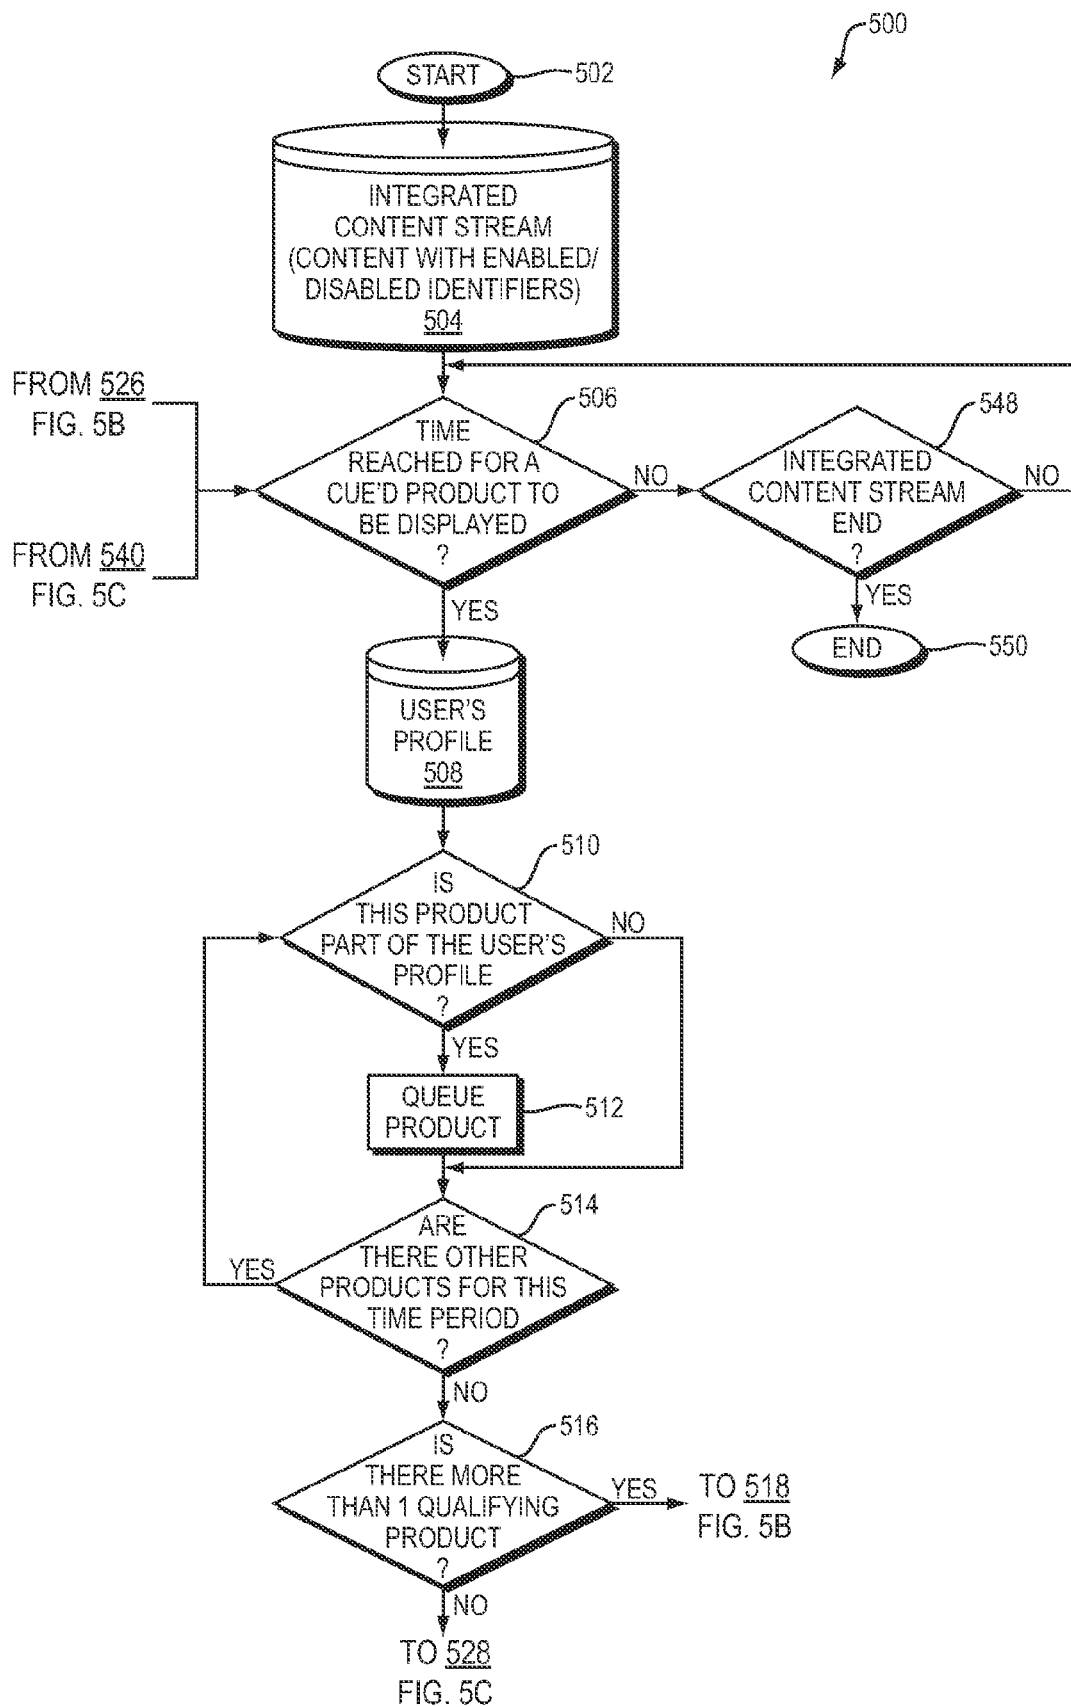 500
START
502
INTEGRATED
CONTENT STREAM
(CONTENT WITH ENABLED/
DISABLED IDENTIFIERS)
504
FROM 526
FIG. 5B
FROM 540
FIG. 5C
506
TIME
REACHED FOR A
CUE'D PRODUCT TO
BE DISPLAYED
?
NO
YES
548
INTEGRATED
CONTENT STREAM
END
?
NO
YES
END
550
USER'S
PROFILE
508
510
IS
THIS PRODUCT
PART OF THE USER'S
PROFILE
?
NO
YES
QUEUE
PRODUCT
512
514
ARE
THERE OTHER
PRODUCTS FOR THIS
TIME PERIOD
?
YES
NO
516
IS
THERE MORE
THAN 1 QUALIFYING
PRODUCT
?
YES
TO 518
FIG. 5B
NO
TO 528
FIG. 5C